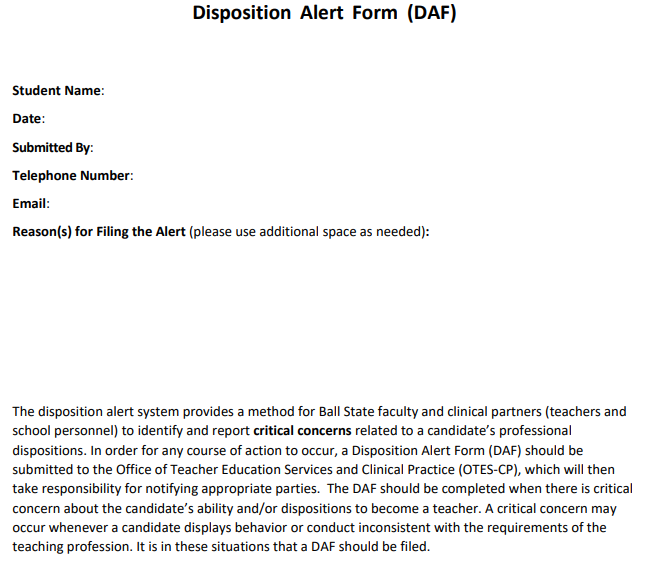 Disposition Alert Form (DAF)
Student Name:
Date:
Submitted By:
Telephone Number:
Email:
Reason(s) for Filing the Alert (please use additional space as needed):
The disposition alert system provides a method for Ball State faculty and clinical partners (teachers and
school personnel) to identify and report critical concerns related to a candidate’s professional
dispositions. In order for any course of action to occur, a Disposition Alert Form (DAF) should be
submitted to the Office of Teacher Education Services and Clinical Practice (OTES-CP), which will then
take responsibility for notifying appropriate parties.  The DAF should be completed when there is critical
concern about the candidate’s ability and/or dispositions to become a teacher. A critical concern may
occur whenever a candidate displays behavior or conduct inconsistent with the requirements of the
teaching profession. It is in these situations that a DAF should be filed.